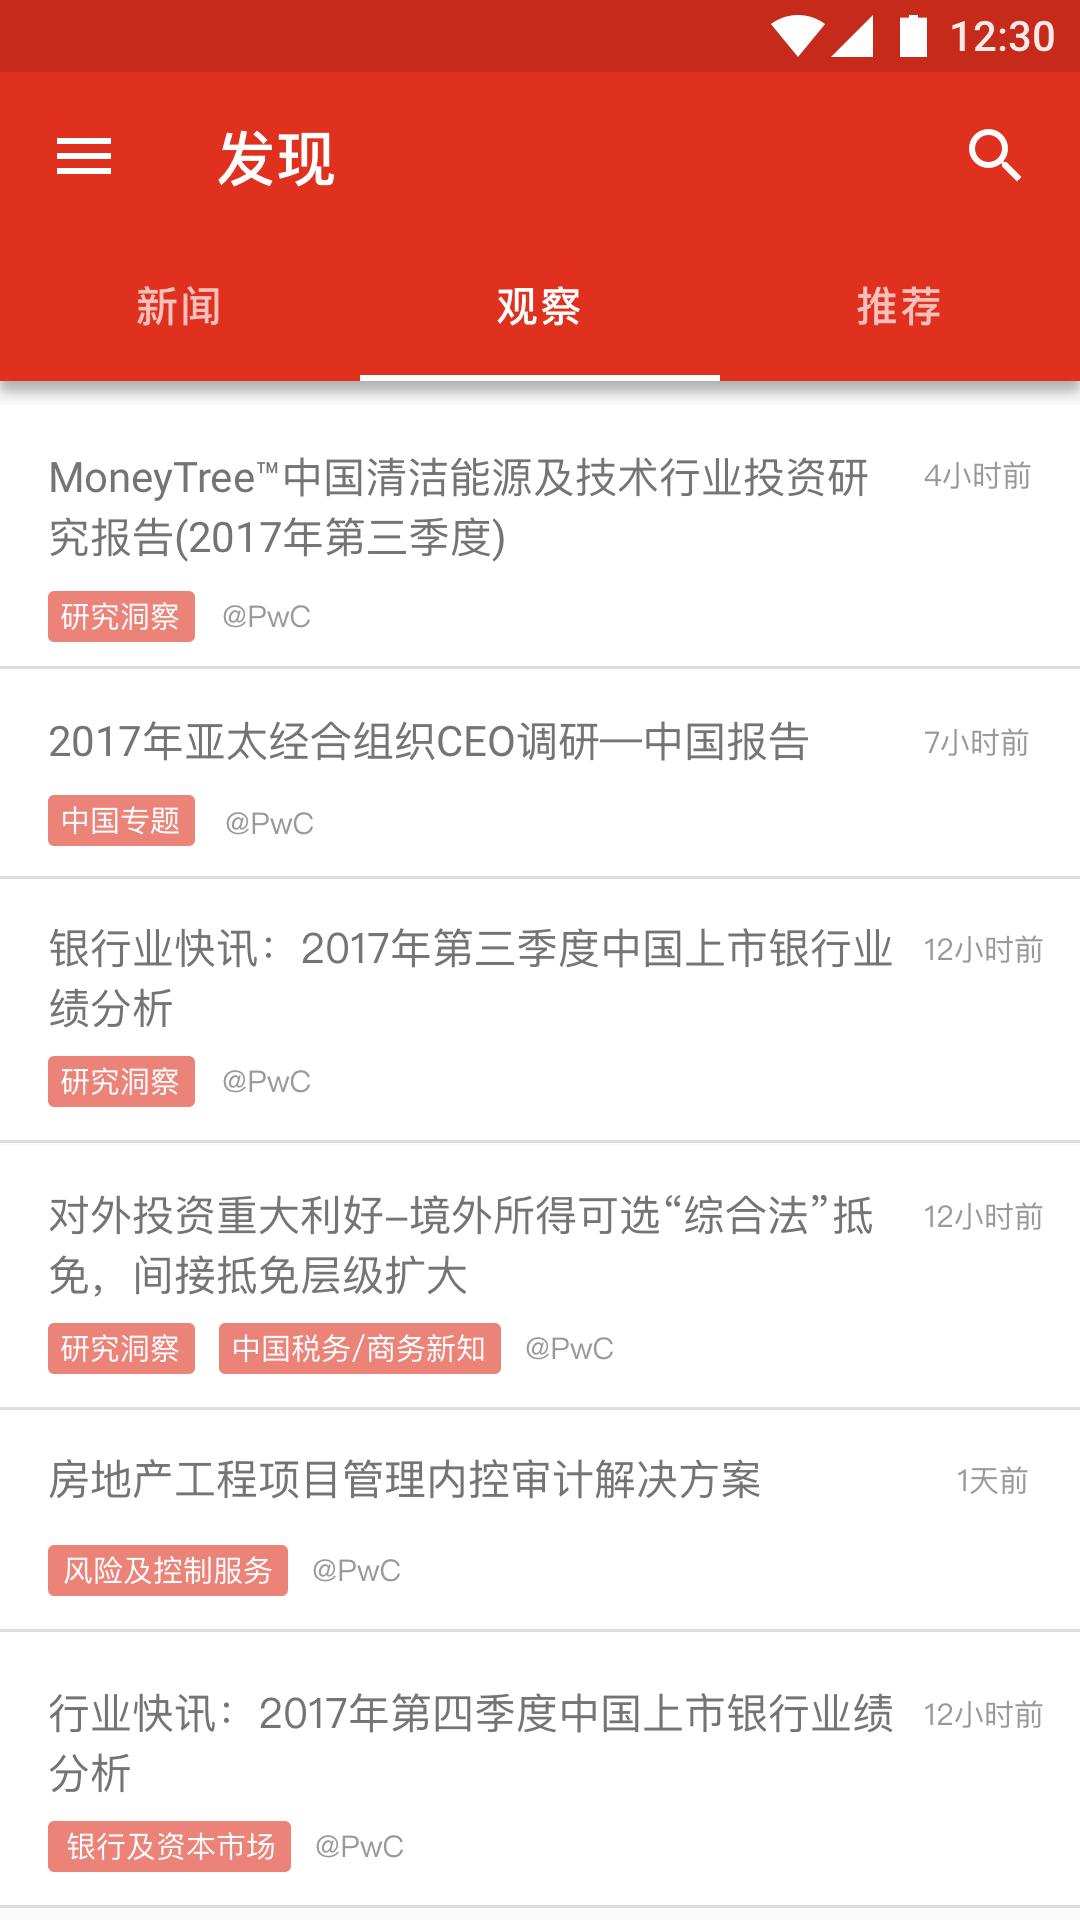 12:30
发现
新闻 观察 推荐
MoneyTree™中国清洁能源及技术行业投资研 4小时前
究报告(2017年第三季度)
研究洞察 @PwC
2017年亚太经合组织CEO调研—中国报告 7小时前
中国专题 @PwC
银行业快讯：2017年第三季度中国上市银行业 12小时前
绩分析
研究洞察 @PwC
对外投资重大利好–境外所得可选“综合法”抵 12小时前
免，间接抵免层级扩大
研究洞察 中国税务/商务新知 @PwC
房地产工程项目管理内控审计解决方案 1天前
风险及控制服务 @PwC
行业快讯：2017年第四季度中国上市银行业绩 12小时前
分析
银行及资本市场 @PwC